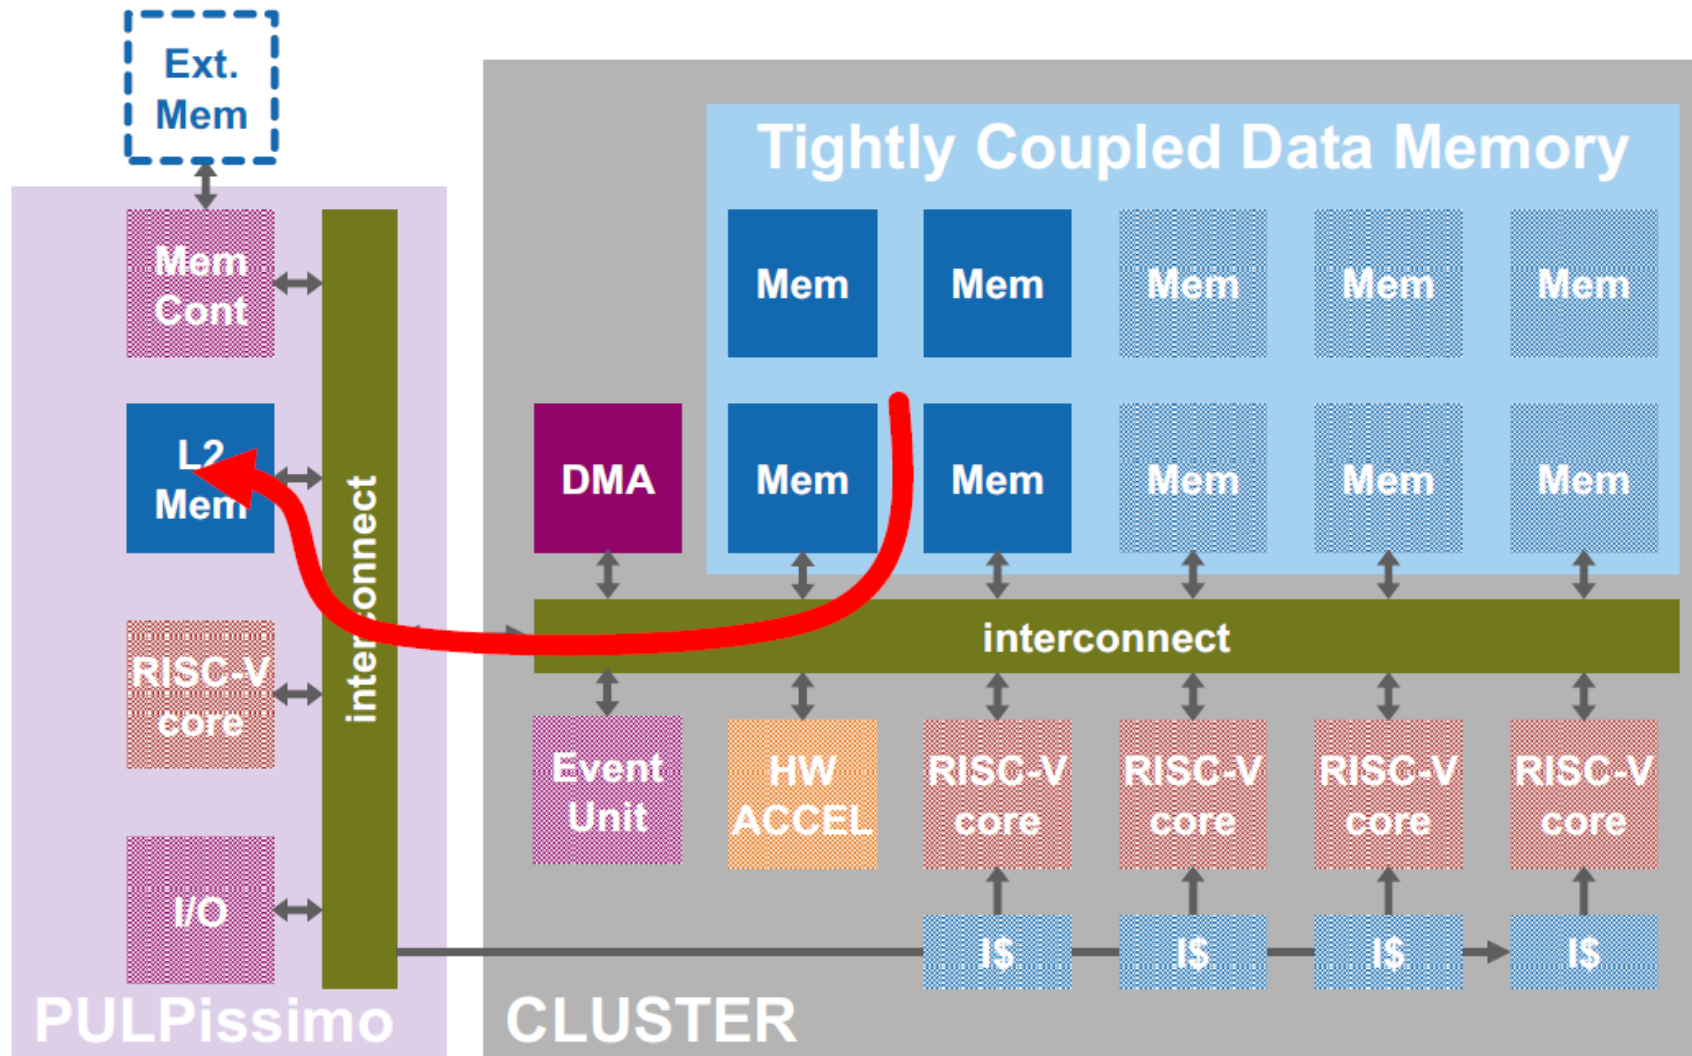 Ext.
Mem
Mem
Cont
L2
Mem
RISC-V
core
I/O
interconnect
PULPissimo
Tightly Coupled Data Memory
Mem Mem Mem Mem Mem
DMA Mem Mem Mem Mem Mem
interconnect
Event
Unit
HW
ACCEL
RISC-V
core
RISC-V
core
RISC-V
core
RISC-V
core
I$ I$ I$ I$
CLUSTER